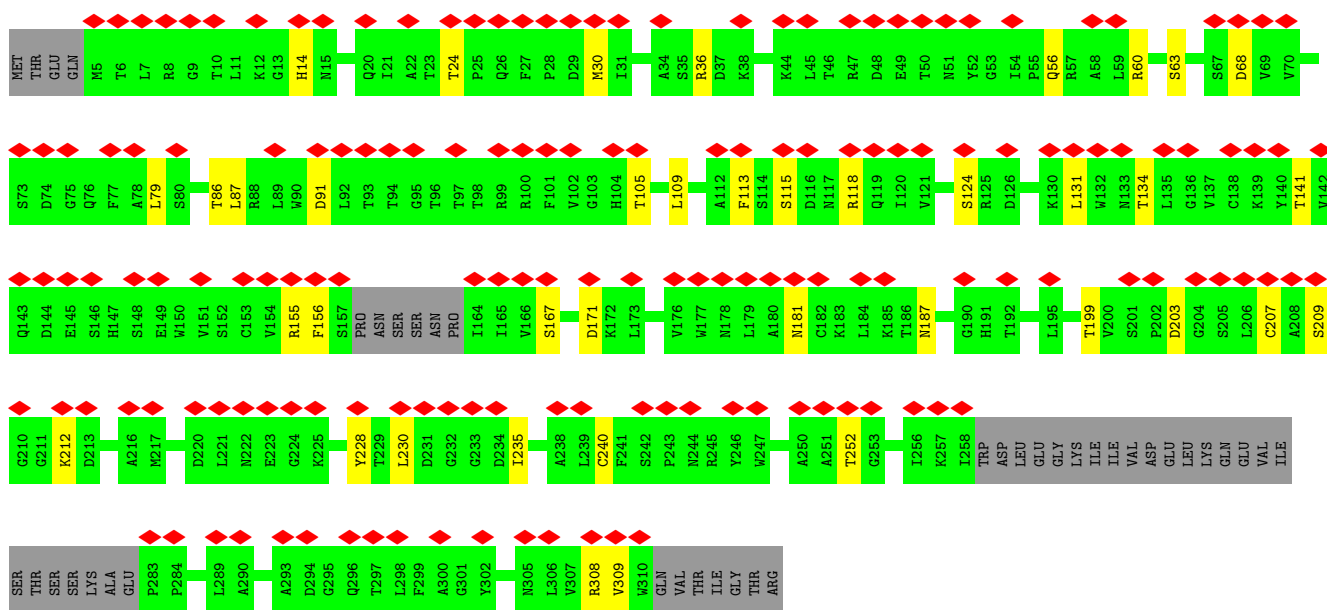 MET THR GLU GLN M5 T6 L7 R8 G9 T10 L11 K12 G13 H14 N15 Q20 I21 A22 T23 T24 P25 Q26 F27 P28 D29 M30 I31 A34 S35 R36 D37 K38 K44 L45 T46 R47 D48 E49 T50 N51 Y52 G53 I54 P55 Q56 R57 A58 L59 R60 S63 S67 D68 V69 V70
S73 D74 G75 Q76 F77 A78 L79 S80 T86 L87 R88 L89 W90 D91 L92 T93 T94 G95 T96 T97 T98 R99 R100 F101 V102 G103 H104 T105 L109 A112 F113 S114 S115 D116 N117 R118 Q119 I120 V121 S124 R125 D126 K130 L131 W132 N133 T134 L135 G136 V137 C138 K139 Y140 T141 V142
Q143 D144 E145 S146 H147 S148 E149 W150 V151 S152 C153 V154 R155 F156 S157 PRO ASN SER SER ASN PRO I164 I165 V166 S167 D171 K172 L173 V176 W177 N178 L179 A180 N181 C182 K183 L184 K185 T186 N187 G190 H191 T192 L195 T199 V200 S201 P202 D203 G204 S205 L206 C207 A208 S209
G210 G211 K212 D213 A216 M217 D220 L221 N222 E223 G224 K225 Y228 T229 L230 D231 G232 G233 D234 I235 A238 L239 C240 F241 S242 P243 N244 R245 Y246 W247 A250 A251 T252 G253 I256 K257 I258 TRP ASP LEU GLU GLY LYS ILE ILE VAL ASP GLU LEU LYS GLN GLU VAL ILE
SER THR SER SER LYS ALA GLU P283 P284 L289 A290 A293 D294 G295 Q296 T297 L298 F299 A300 G301 Y302 N305 L306 V307 R308 V309 W310 GLN VAL THR ILE GLY THR ARG